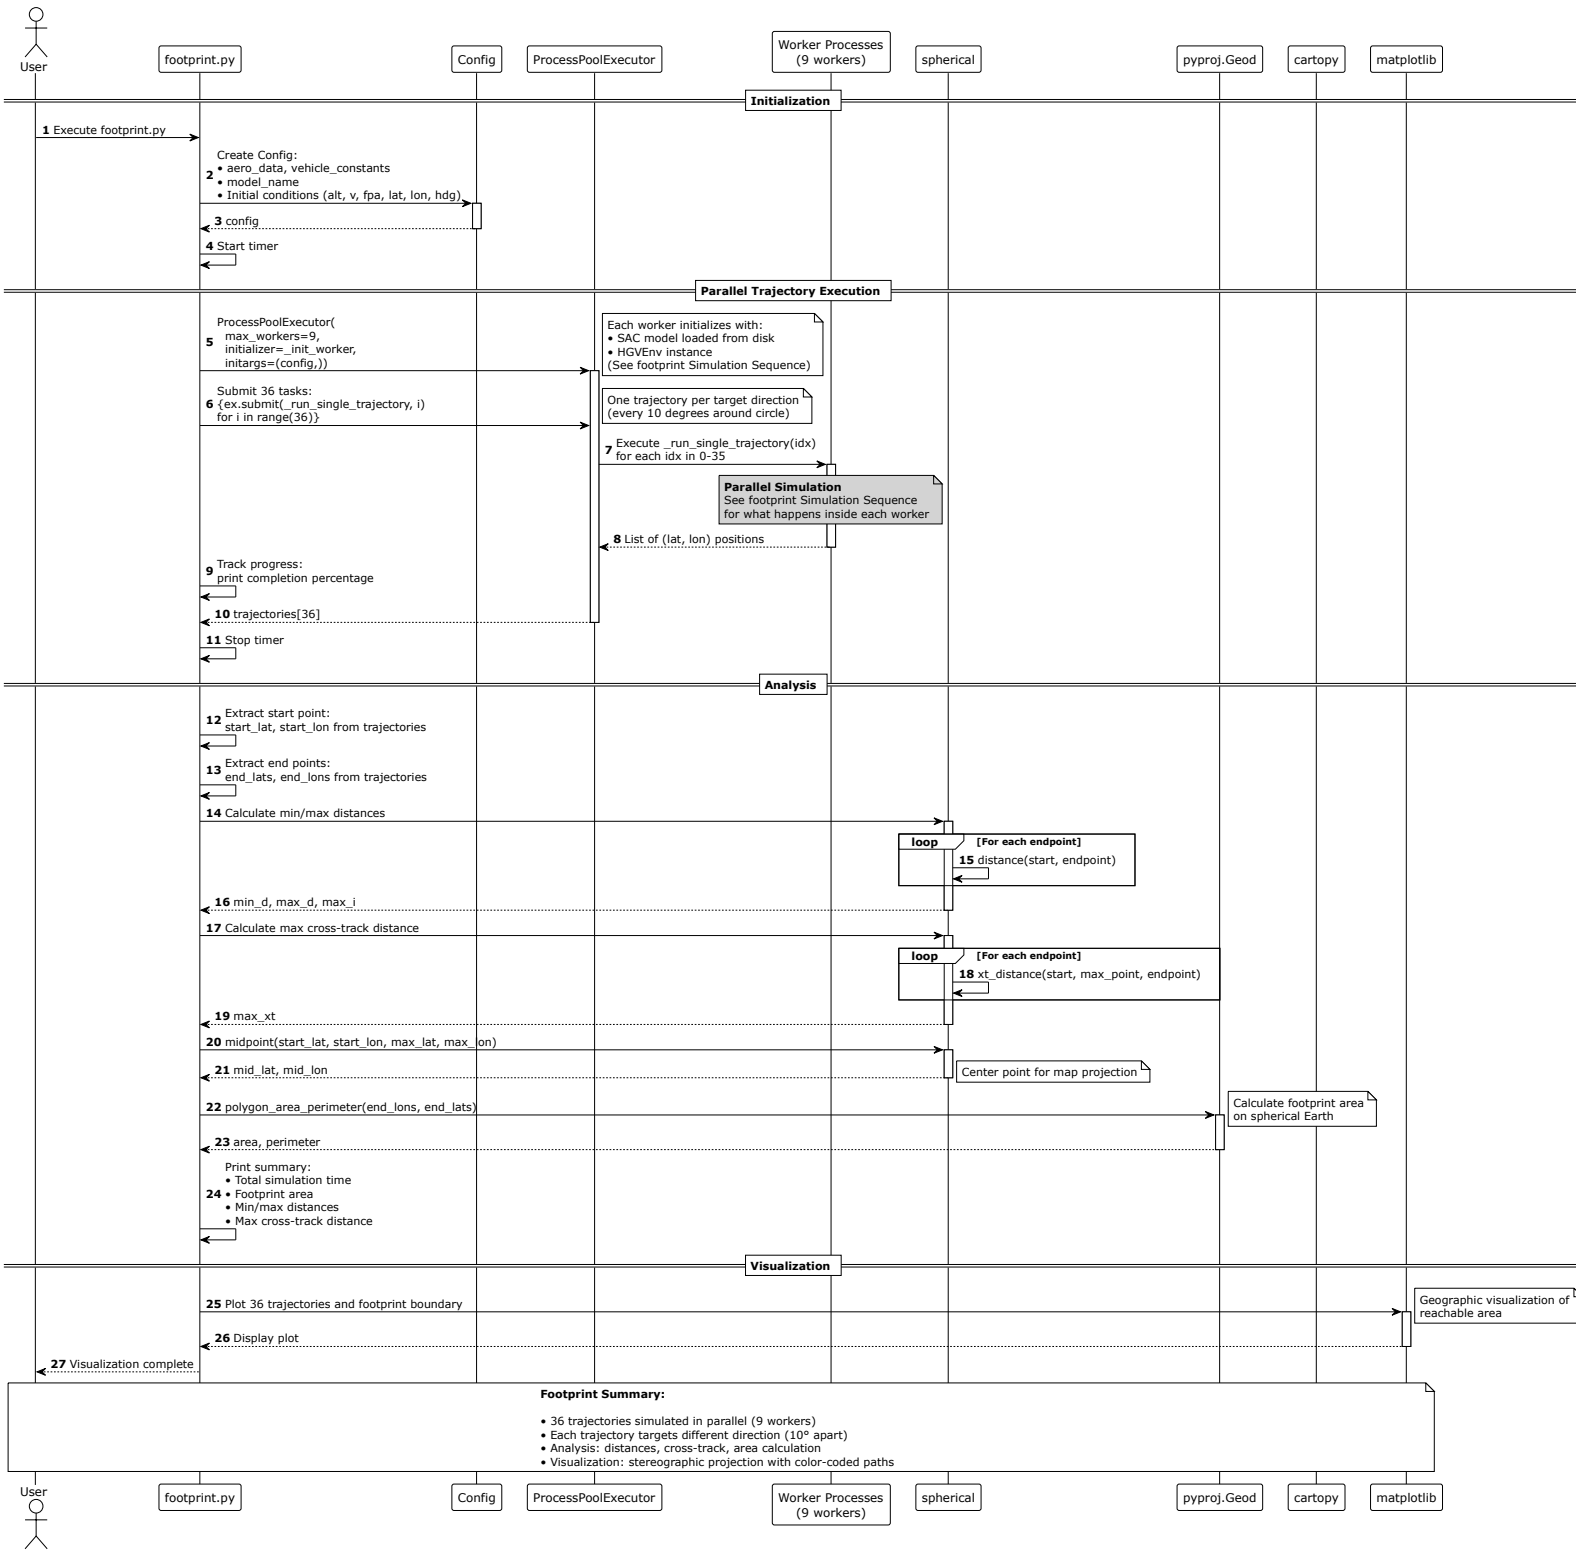 User
footprint.py
Config
ProcessPoolExecutor
Worker Processes
(9 workers)
spherical
pyproj.Geod
cartopy
matplotlib
Initialization
1 Execute footprint.py
Create Config:
• aero_data, vehicle_constants
2
• model_name
• Initial conditions (alt, v, fpa, lat, lon, hdg)
3 config
4 Start timer
Parallel Trajectory Execution
ProcessPoolExecutor(
max_workers=9,
5
initializer=_init_worker,
initargs=(config,))
Each worker initializes with:
• SAC model loaded from disk
• HGVEnv instance
(See footprint Simulation Sequence)
Submit 36 tasks:
6 {ex.submit(_run_single_trajectory, i)
for i in range(36)}
One trajectory per target direction
(every 10 degrees around circle)
7 Execute _run_single_trajectory(idx)
for each idx in 0-35
Parallel Simulation
See footprint Simulation Sequence
for what happens inside each worker
8 List of (lat, lon) positions
9 Track progress:
print completion percentage
10 trajectories[36]
11 Stop timer
Analysis
12 Extract start point:
start_lat, start_lon from trajectories
13 Extract end points:
end_lats, end_lons from trajectories
14 Calculate min/max distances
loop [For each endpoint]
15 distance(start, endpoint)
16 min_d, max_d, max_i
17 Calculate max cross-track distance
loop [For each endpoint]
18 xt_distance(start, max_point, endpoint)
19 max_xt
20 midpoint(start_lat, start_lon, max_lat, max_lon)
21 mid_lat, mid_lon
Center point for map projection
22 polygon_area_perimeter(end_lons, end_lats)
Calculate footprint area
on spherical Earth
23 area, perimeter
Print summary:
• Total simulation time
24 • Footprint area
• Min/max distances
• Max cross-track distance
Visualization
25 Plot 36 trajectories and footprint boundary
Geographic visualization of
reachable area
26 Display plot
27 Visualization complete
Footprint Summary:
• 36 trajectories simulated in parallel (9 workers)
• Each trajectory targets different direction (10° apart)
• Analysis: distances, cross-track, area calculation
• Visualization: stereographic projection with color-coded paths
User
footprint.py
Config
ProcessPoolExecutor
Worker Processes
(9 workers)
spherical
pyproj.Geod
cartopy
matplotlib